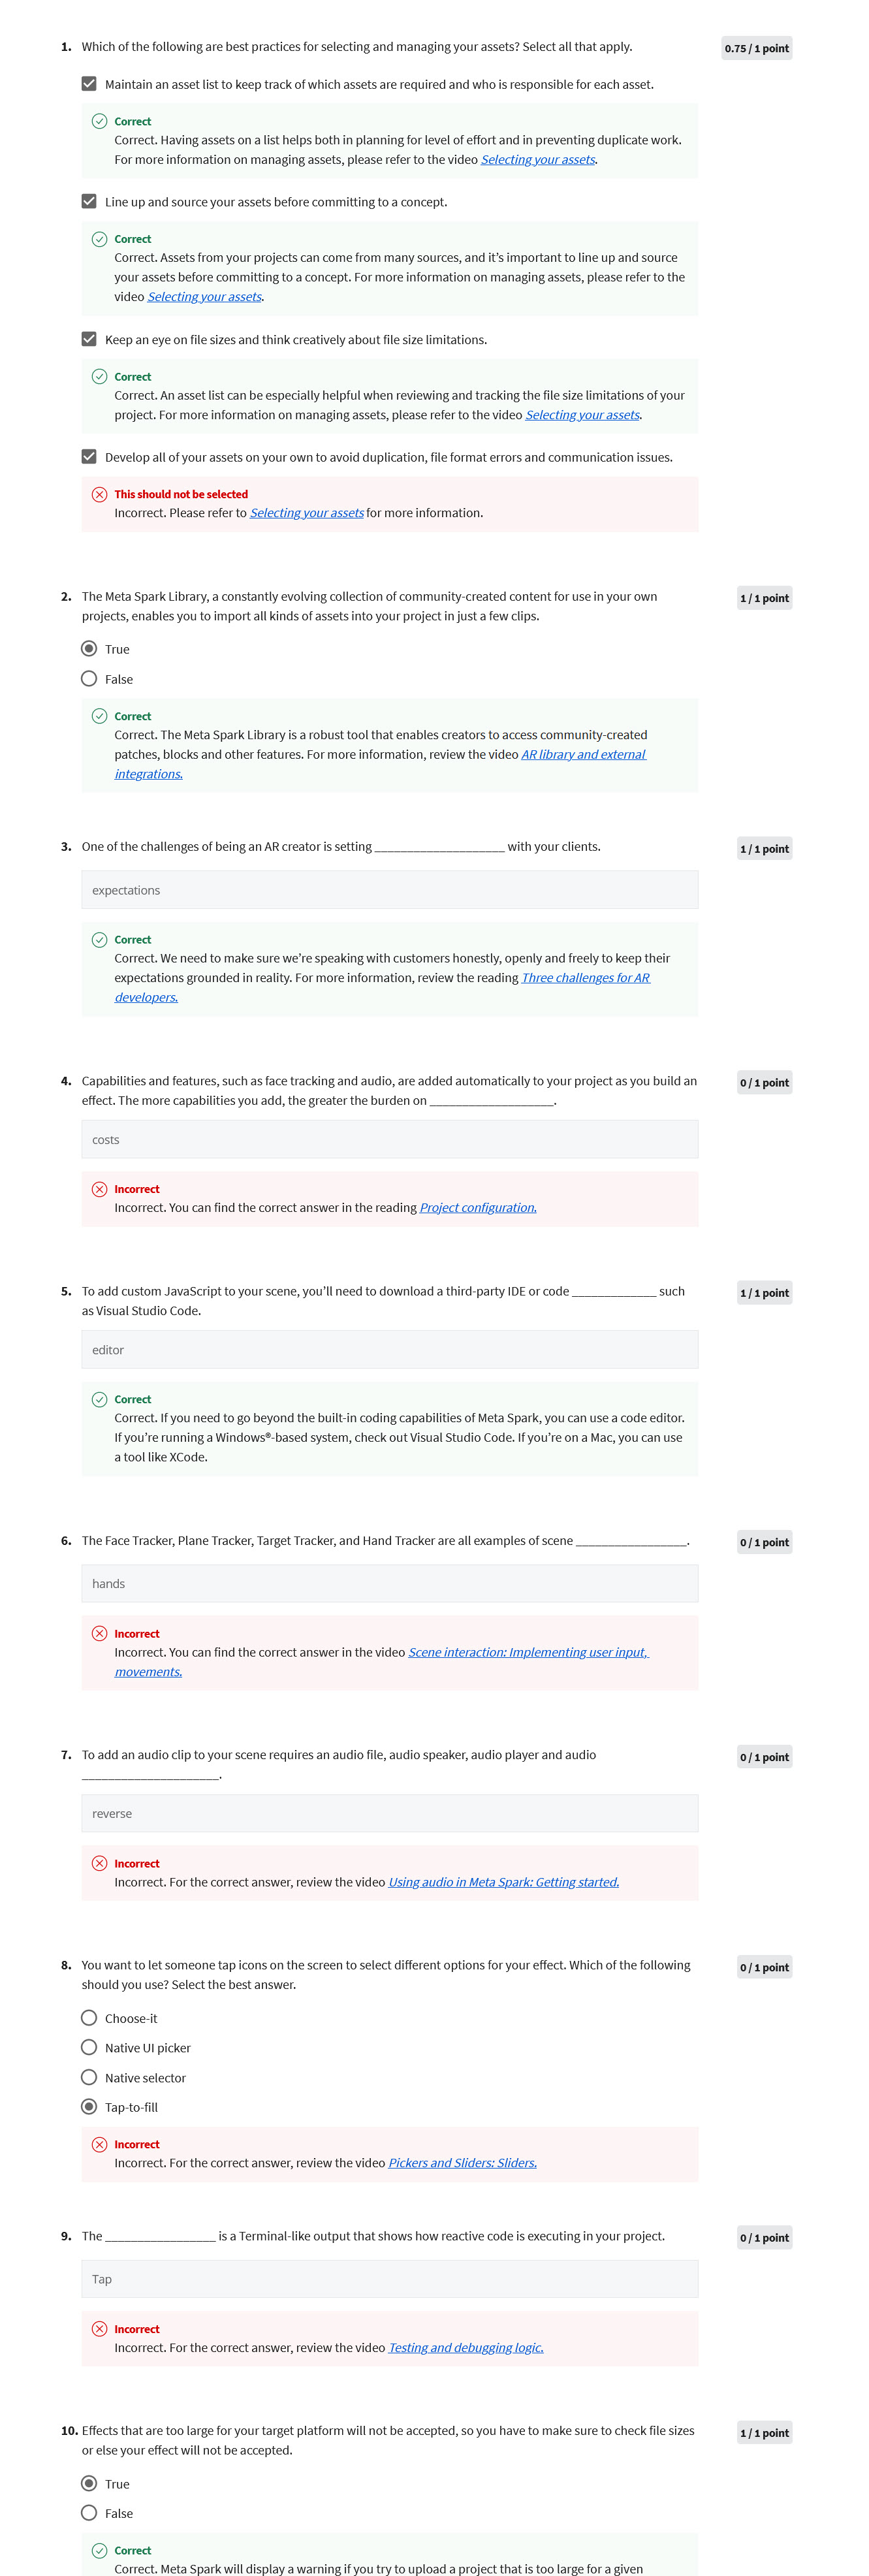 1. Which of the following are best practices for selecting and managing your assets? Select all that apply.
0.75 / 1 point
Maintain an asset list to keep track of which assets are required and who is responsible for each asset.
Correct
Correct. Having assets on a list helps both in planning for level of effort and in preventing duplicate work.
For more information on managing assets, please refer to the video Selecting your assets.
Line up and source your assets before committing to a concept.
Correct
Correct. Assets from your projects can come from many sources, and it’s important to line up and source
your assets before committing to a concept. For more information on managing assets, please refer to the
video Selecting your assets.
Keep an eye on file sizes and think creatively about file size limitations.
Correct
Correct. An asset list can be especially helpful when reviewing and tracking the file size limitations of your
project. For more information on managing assets, please refer to the video Selecting your assets.
Develop all of your assets on your own to avoid duplication, file format errors and communication issues.
This should not be selected
Incorrect. Please refer to Selecting your assets for more information.
2. The Meta Spark Library, a constantly evolving collection of community-created content for use in your own
projects, enables you to import all kinds of assets into your project in just a few clips.
1 / 1 point
True
False
Correct
Correct. The Meta Spark Library is a robust tool that enables creators to access community-created
patches, blocks and other features. For more information, review the video AR library and external
integrations.
3. One of the challenges of being an AR creator is setting ____________________ with your clients.
1 / 1 point
expectations
Correct
Correct. We need to make sure we’re speaking with customers honestly, openly and freely to keep their
expectations grounded in reality. For more information, review the reading Three challenges for AR
developers.
4. Capabilities and features, such as face tracking and audio, are added automatically to your project as you build an
effect. The more capabilities you add, the greater the burden on ___________________.
0 / 1 point
costs
Incorrect
Incorrect. You can find the correct answer in the reading Project configuration.
5. To add custom JavaScript to your scene, you’ll need to download a third-party IDE or code _____________ such
as Visual Studio Code.
1 / 1 point
editor
Correct
Correct. If you need to go beyond the built-in coding capabilities of Meta Spark, you can use a code editor.
If you’re running a Windows®-based system, check out Visual Studio Code. If you’re on a Mac, you can use
a tool like XCode.
6. The Face Tracker, Plane Tracker, Target Tracker, and Hand Tracker are all examples of scene _________________.
0 / 1 point
hands
Incorrect
Incorrect. You can find the correct answer in the video Scene interaction: Implementing user input,
movements.
7. To add an audio clip to your scene requires an audio file, audio speaker, audio player and audio
_____________________.
0 / 1 point
reverse
Incorrect
Incorrect. For the correct answer, review the video Using audio in Meta Spark: Getting started.
8. You want to let someone tap icons on the screen to select different options for your effect. Which of the following
should you use? Select the best answer.
0 / 1 point
Choose-it
Native UI picker
Native selector
Tap-to-fill
Incorrect
Incorrect. For the correct answer, review the video Pickers and Sliders: Sliders.
9. The _________________ is a Terminal-like output that shows how reactive code is executing in your project.
0 / 1 point
Tap
Incorrect
Incorrect. For the correct answer, review the video Testing and debugging logic.
10. Effects that are too large for your target platform will not be accepted, so you have to make sure to check file sizes
or else your effect will not be accepted.
1 / 1 point
True
False
Correct
Correct. Meta Spark will display a warning if you try to upload a project that is too large for a given